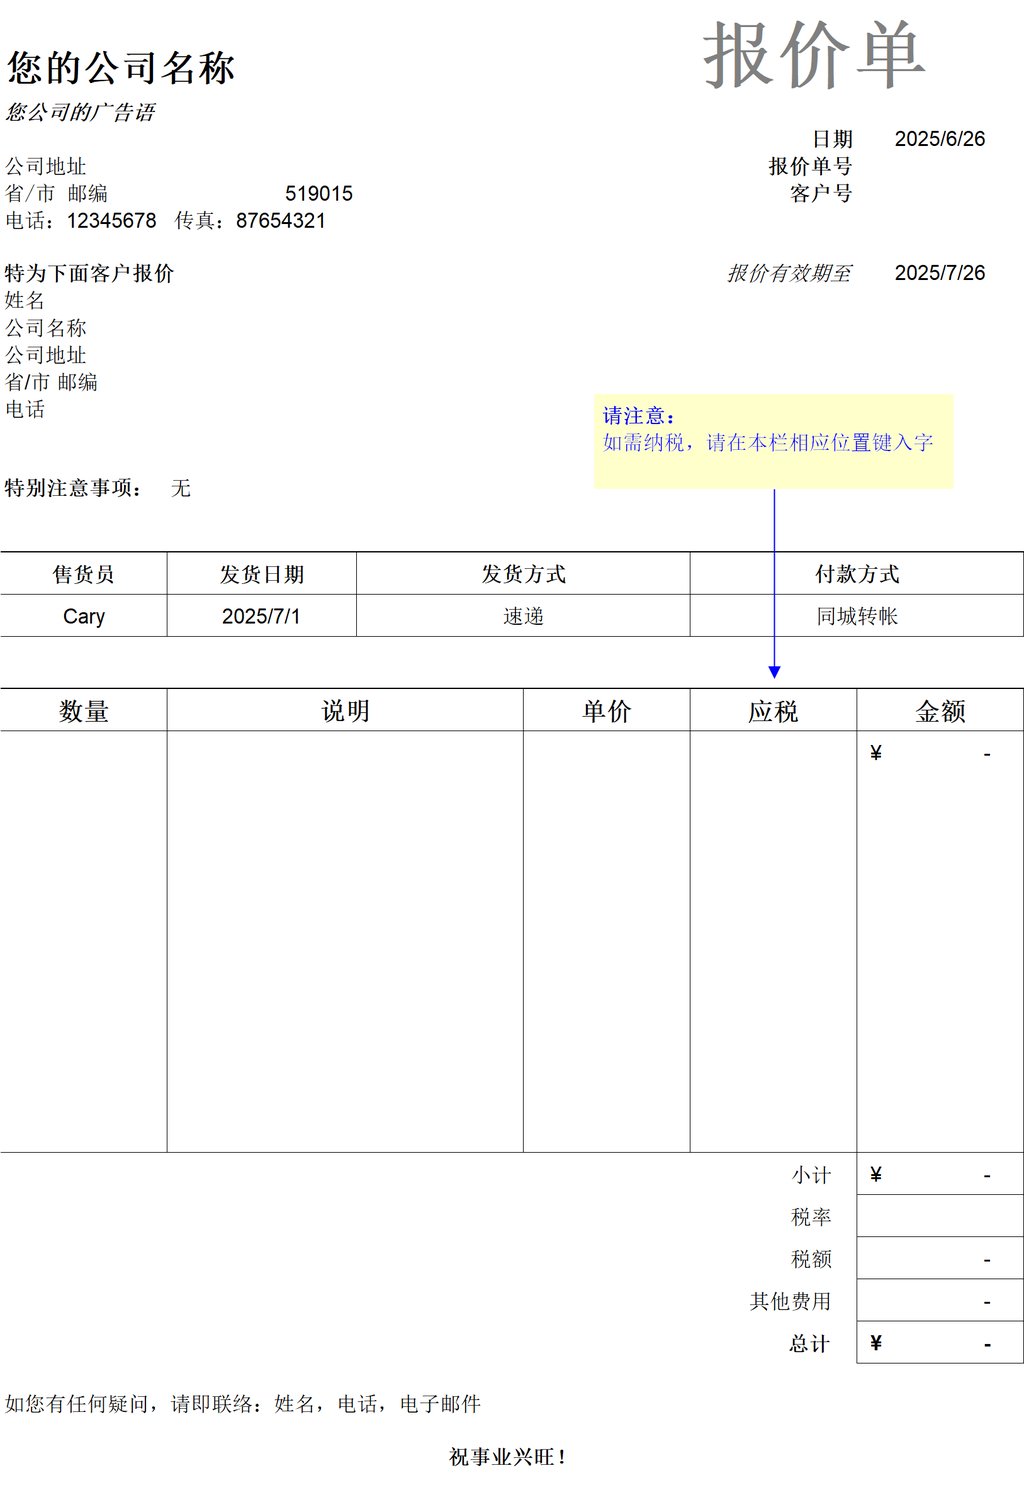 报价单
您的公司名称
您公司的广告语
日期 2025/6/26
公司地址
报价单号
省/市 邮编 519015
客户号
电话：12345678 传真：87654321
特为下面客户报价
报价有效期至 2025/7/26
姓名
公司名称
公司地址
省/市 邮编
电话
请注意：
如需纳税，请在本栏相应位置键入字
特别注意事项： 无
售货员 发货日期 发货方式 付款方式
Cary 2025/7/1 速递 同城转帐
数量 说明 单价 应税 金额
¥ -
小计 ¥ -
税率
税额 -
其他费用 -
总计 ¥ -
如您有任何疑问，请即联络：姓名，电话，电子邮件
祝事业兴旺！